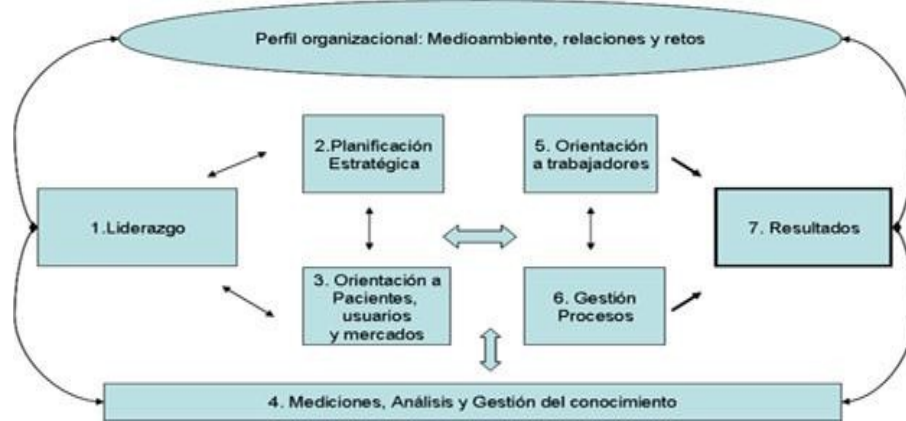 Perfil organizacional: Medioambiente, relaciones y retos
2.Planificación
Estratégica
5. Orientación
a trabajadores
1.Liderazgo
7. Resultados
3. Orientación a
Pacientes,
usuarios
y mercados
6. Gestión
Procesos
4. Mediciones, Análisis y Gestión del conocimiento